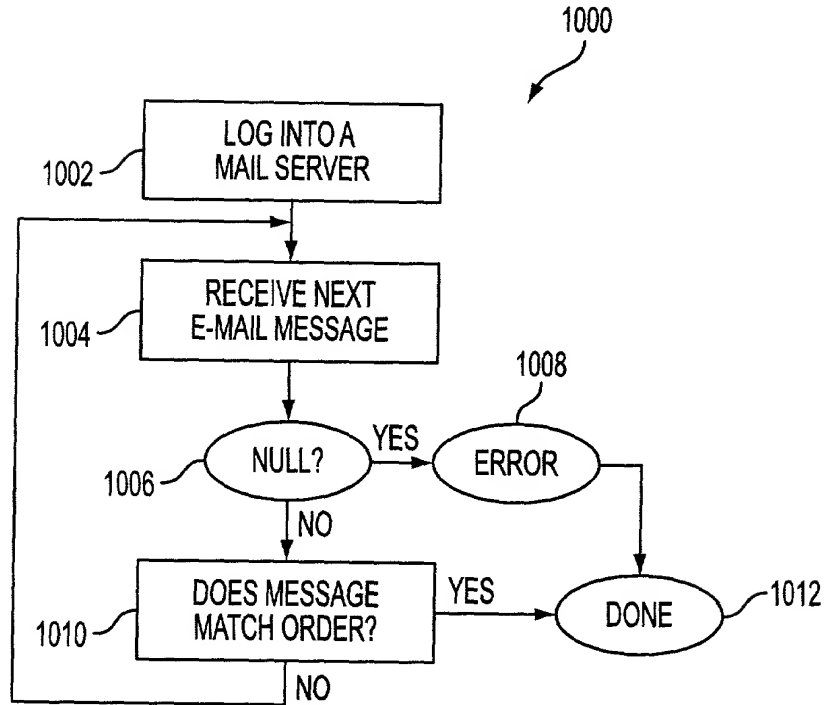 1000
LOG INTO A
MAIL SERVER
1002
RECEIVE NEXT
E-MAIL MESSAGE
1004
1008
NULL?
YES
ERROR
1006
NO
DOES MESSAGE
MATCH ORDER?
YES
DONE
1012
1010
NO